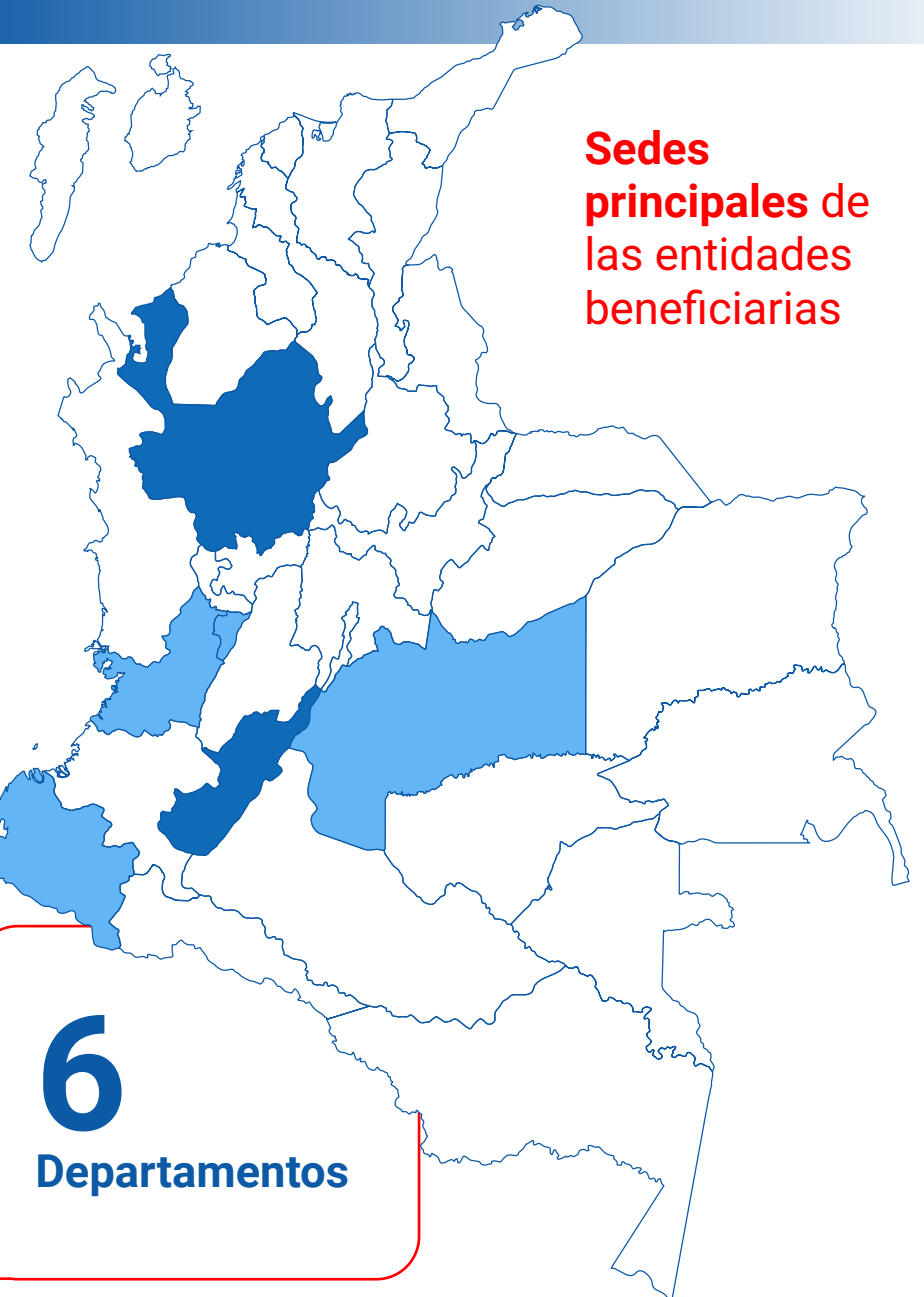 Sedes
principales de
las entidades
beneficiarias
6
Departamentos